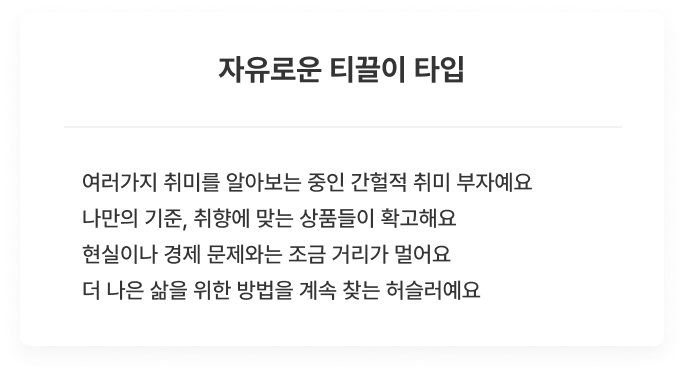 자유로운 티끌이 타입
여러가지 취미를 알아보는 중인 간헐적 취미 부자예요
나만의 기준, 취향에 맞는 상품들이 확고해요
현실이나 경제 문제와는 조금 거리가 멀어요
더 나은 삶을 위한 방법을 계속 찾는 허슬러예요